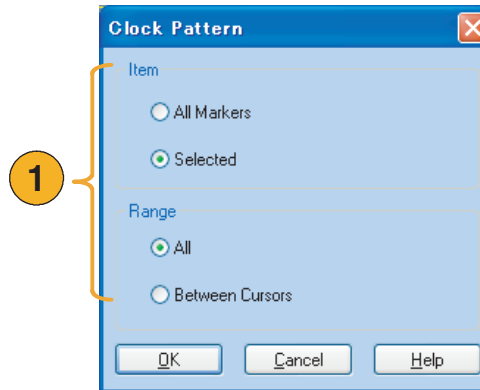 Clock Pattern
Item
All Markers
Selected
1
Range
All
Between Cursors
OK Cancel Help